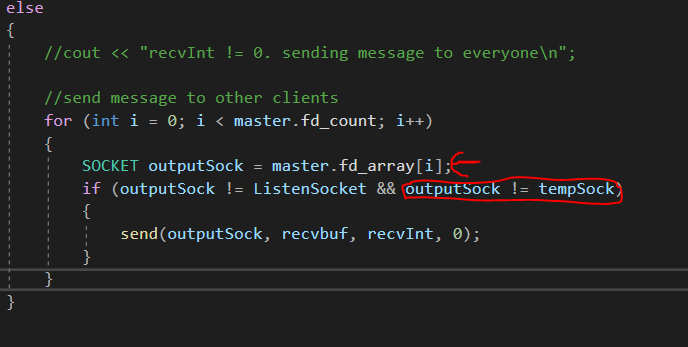 else
{
//cout << "recvInt != 0. sending message to everyone\n";
//send message to other clients
for (int i = 0; i < master.fd_count; i++)
{
SOCKET outputSock = master.fd_array[i];
if (outputSock != ListenSocket && outputSock != tempSock)
{
send(outputSock, recvbuf, recvInt, 0);
}
}
}